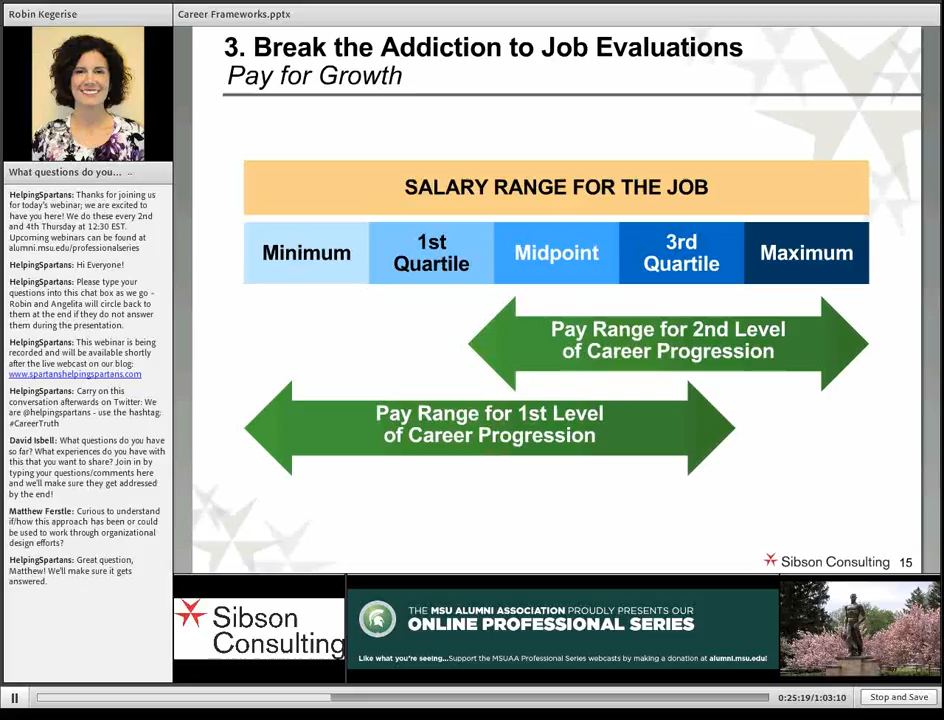 Robin Kegerise
Career Frameworks.pptx
3. Break the Addiction to Job Evaluations
Pay for Growth
SALARY RANGE FOR THE JOB
Minimum
1st
Quartile
Midpoint
3rd
Quartile
Maximum
Pay Range for 2nd Level
of Career Progression
Pay Range for 1st Level
of Career Progression
Sibson Consulting 15
What questions do you...
HelpingSpartans: Thanks for joining us
for today's webinar; we are excited to
have you here! We do these every 2nd
and 4th Thursday at 12:30 EST.
Upcoming webinars can be found at
alumni.msu.edu/professionalseries
HelpingSpartans: Hi Everyone!
HelpingSpartans: Please type your
questions into this chat box as we go -
Robin and Angelita will circle back to
them at the end if they do not answer
them during the presentation.
HelpingSpartans: This webinar is being
recorded and will be available shortly
after the live webcast on our blog:
www.spartanshelpingspartans.com
HelpingSpartans: Carry on this
conversation afterwards on Twitter: We
are @helpingspartans - use the hashtag:
#CareerTruth
David Isbell: What questions do you have
so far? What experiences do you have with
this that you want to share? Join in by
typing your questions/comments here
and we'll make sure they get addressed
by the end!
Matthew Ferstle: Curious to understand
if/how this approach has been or could
be used to work through organizational
design efforts?
HelpingSpartans: Great question,
Matthew! We'll make sure it gets
answered.
Sibson
Consulting
THE MSU ALUMNI ASSOCIATION PROUDLY PRESENTS OUR
ONLINE PROFESSIONAL SERIES
Like what you're seeing...Support the MSUAA Professional Series webcasts by making a donation at alumni.msu.edu!
0:25:19/1:03:10
Stop and Save